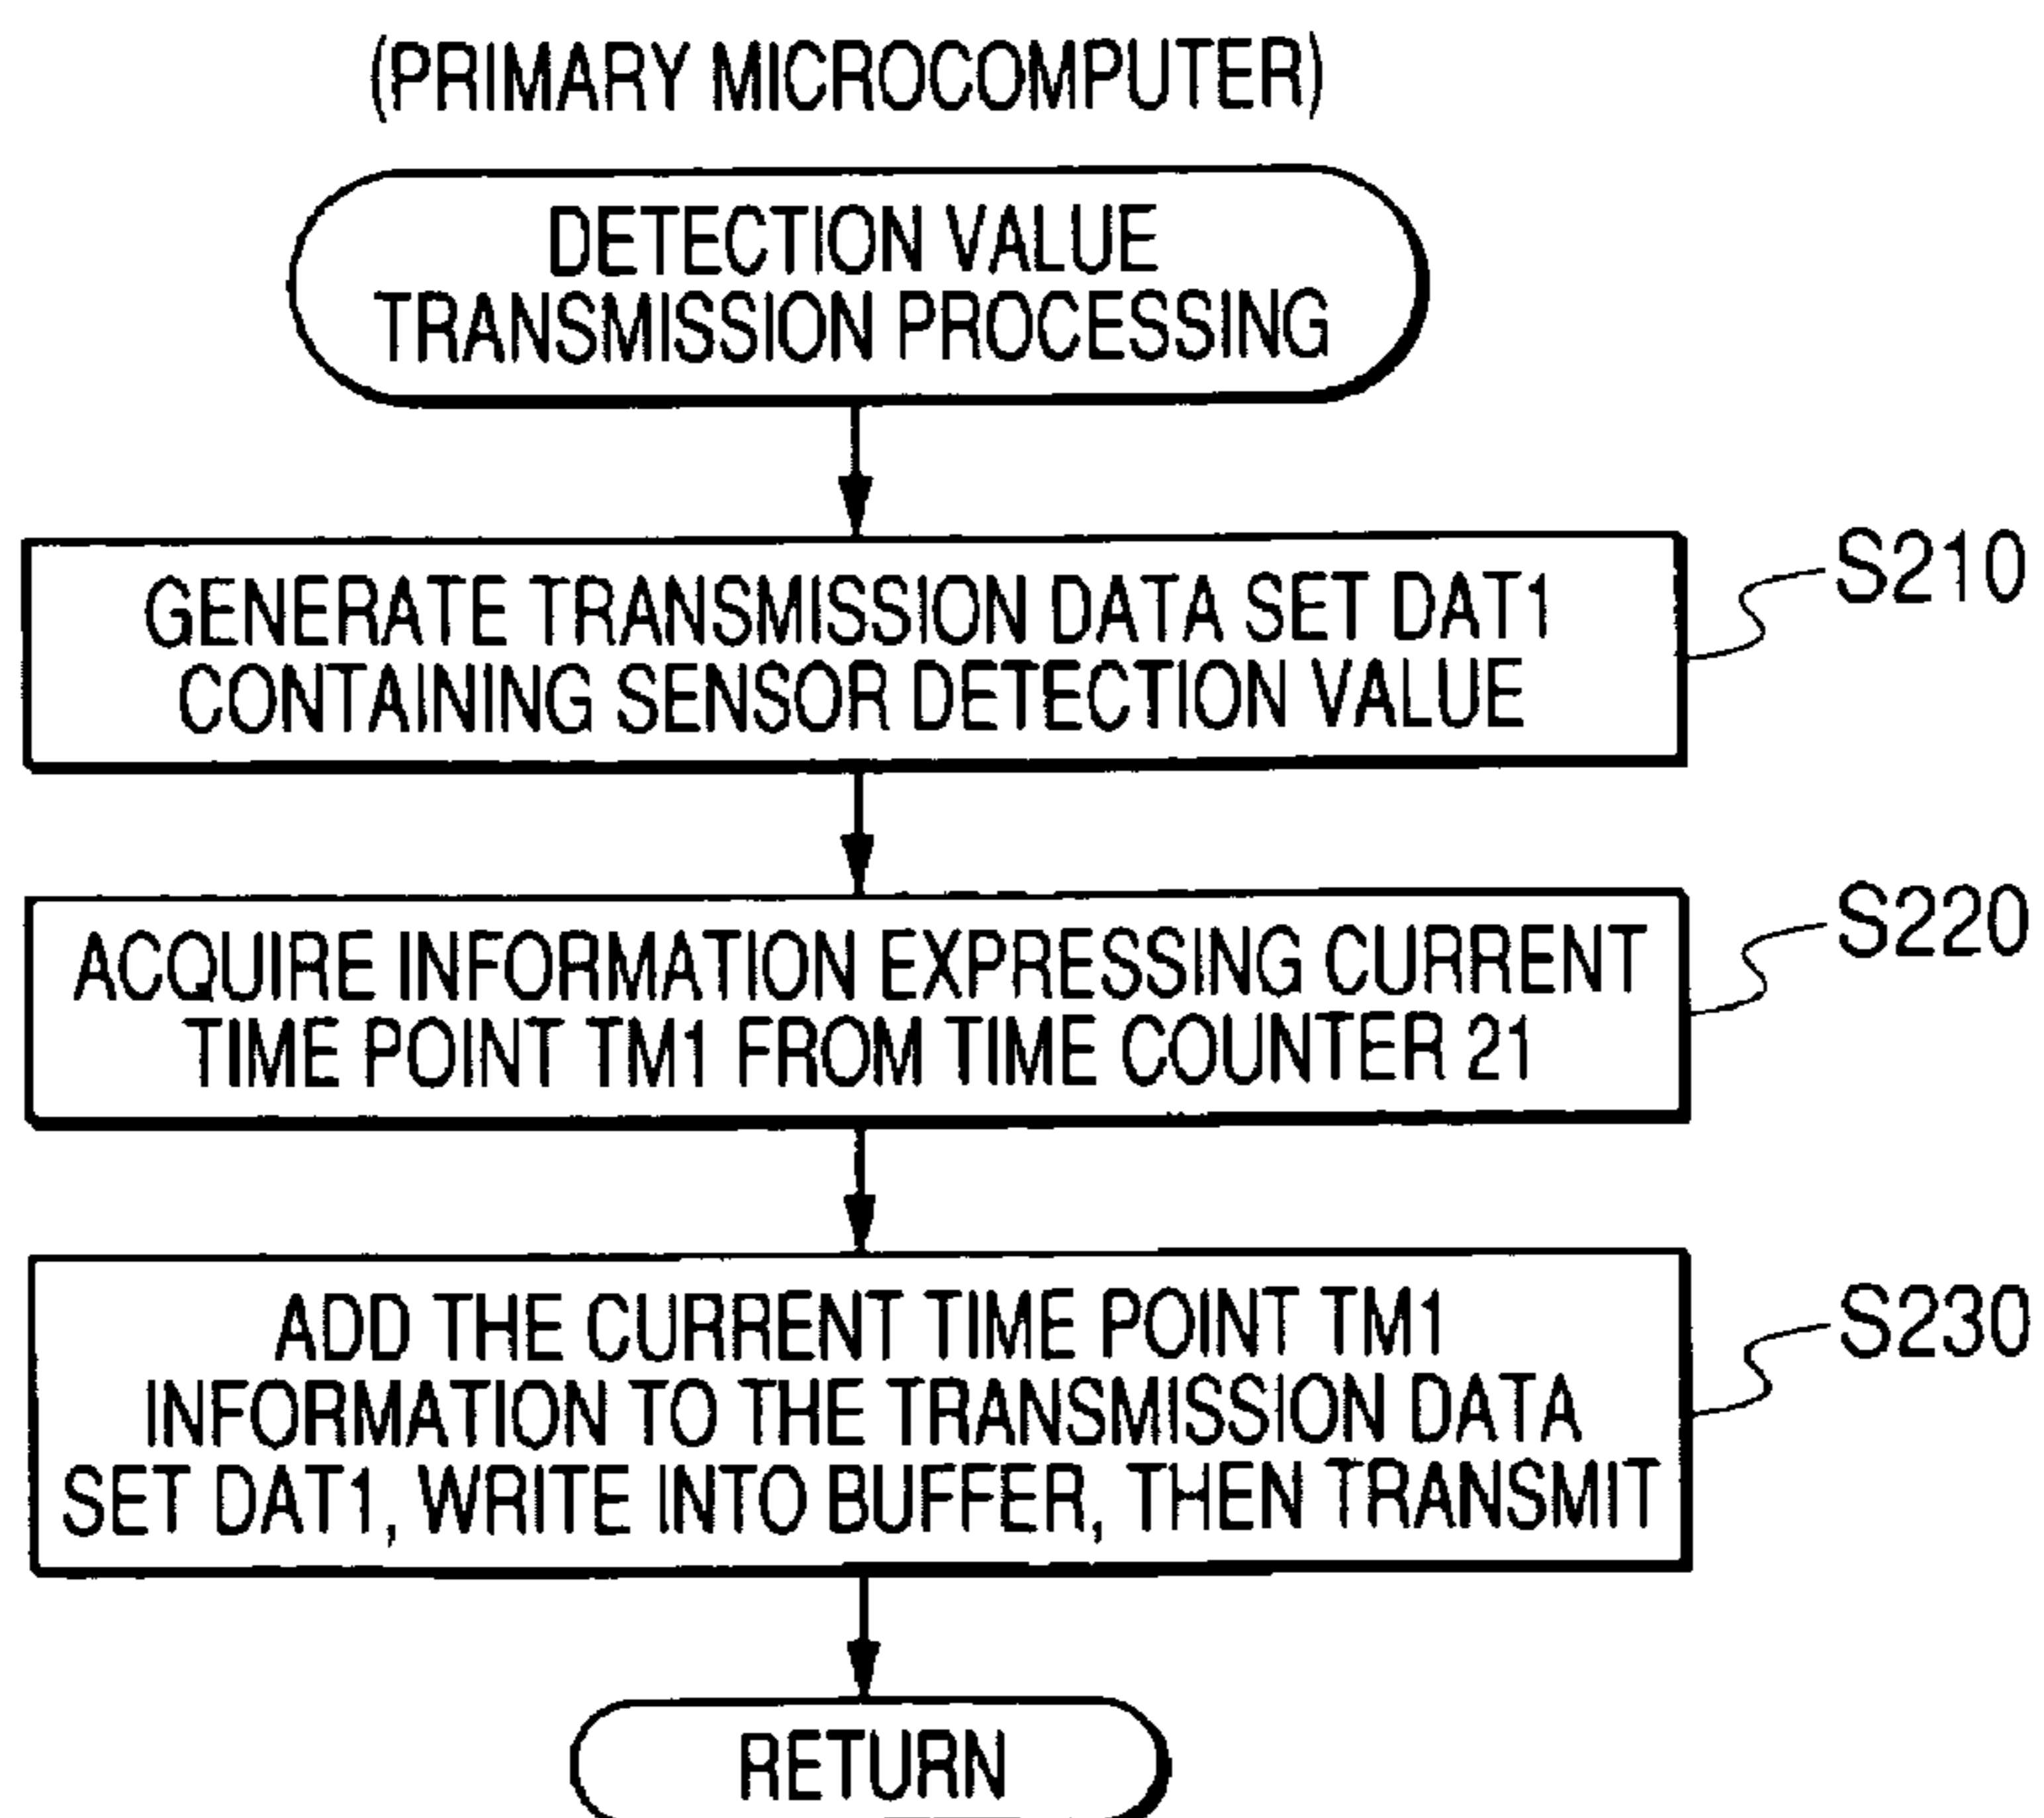 (PRIMARY MICROCOMPUTER)
DETECTION VALUE
TRANSMISSION PROCESSING
GENERATE TRANSMISSION DATA SET DAT1
CONTAINING SENSOR DETECTION VALUE
S210
ACQUIRE INFORMATION EXPRESSING CURRENT
TIME POINT TM1 FROM TIME COUNTER 21
S220
ADD THE CURRENT TIME POINT TM1
INFORMATION TO THE TRANSMISSION DATA
SET DAT1, WRITE INTO BUFFER, THEN TRANSMIT
S230
RETURN